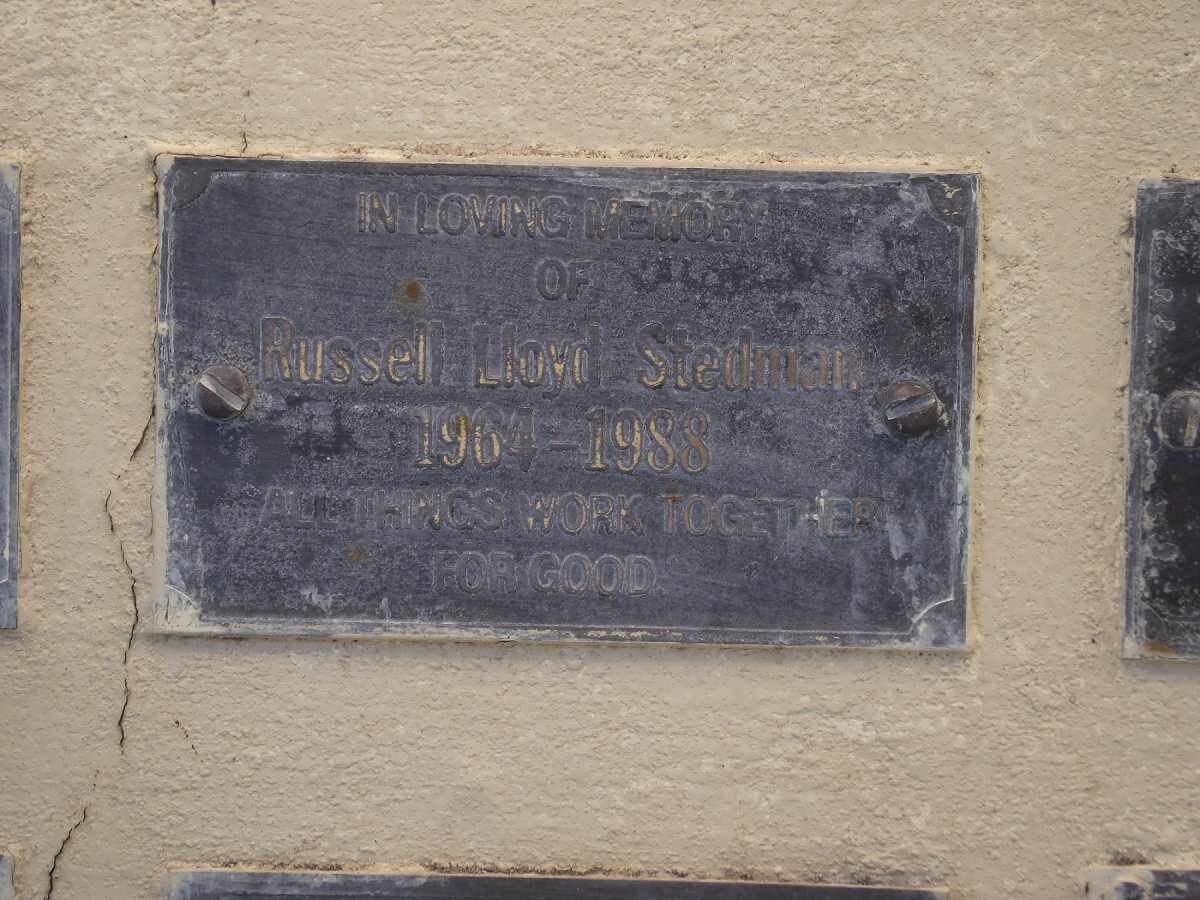 IN LOVING MEMORY
OF
Russell Lloyd Stedman
1964-1988
ALL THINGS WORK TOGETHER
FOR GOOD